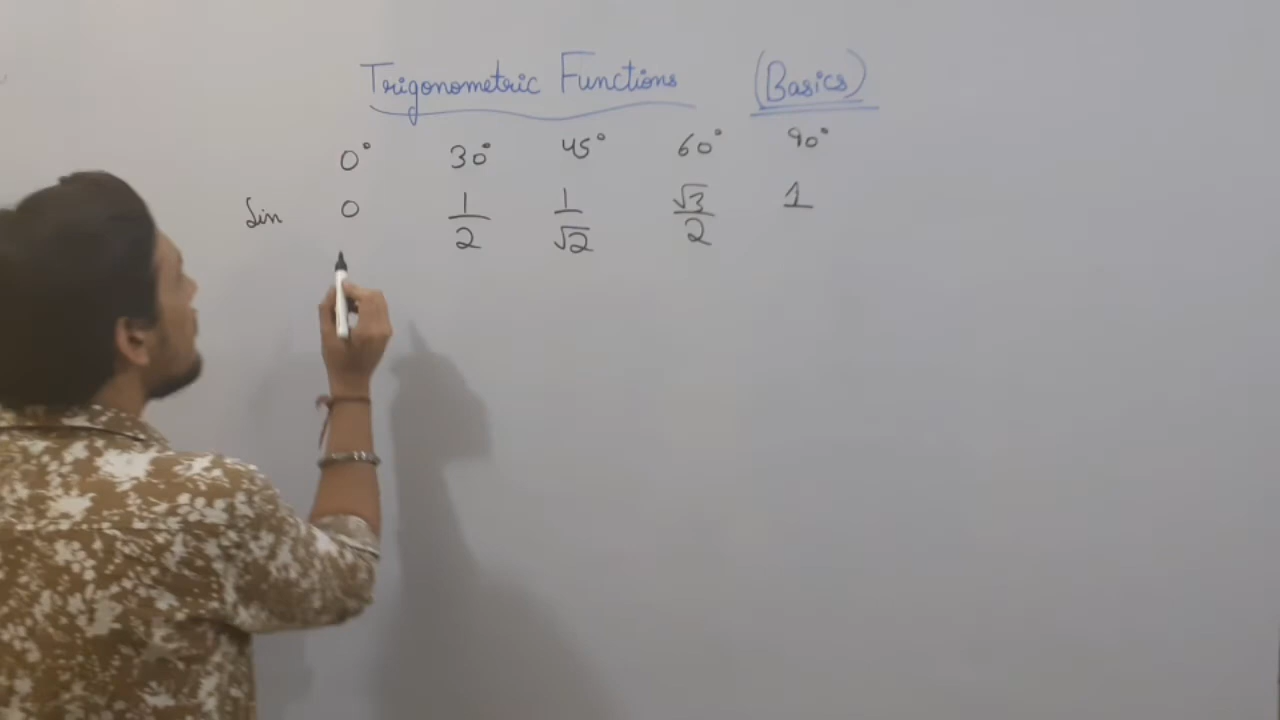 Trigonometric Functions (Basics)
0° 30° 45° 60° 90°
Sin 0 1/2 1/√2 √3/2 1